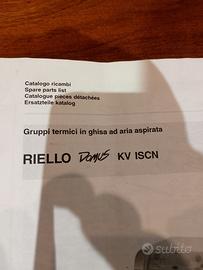 Catalogo ricambi
Spare parts list
Catalogue pièces détachées
Ersatzteile katalog
Gruppi termici in ghisa ad aria aspirata
RIELLO Domus KV ISCN
subito